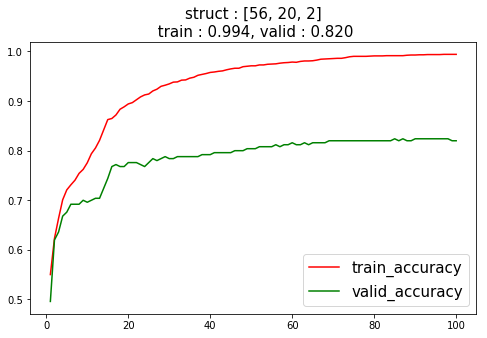 struct : [56, 20, 2]
train : 0.994, valid : 0.820
1.0
0.9
0.8
0.7
0.6
0.5
0 20 40 60 80 100
train_accuracy
valid_accuracy